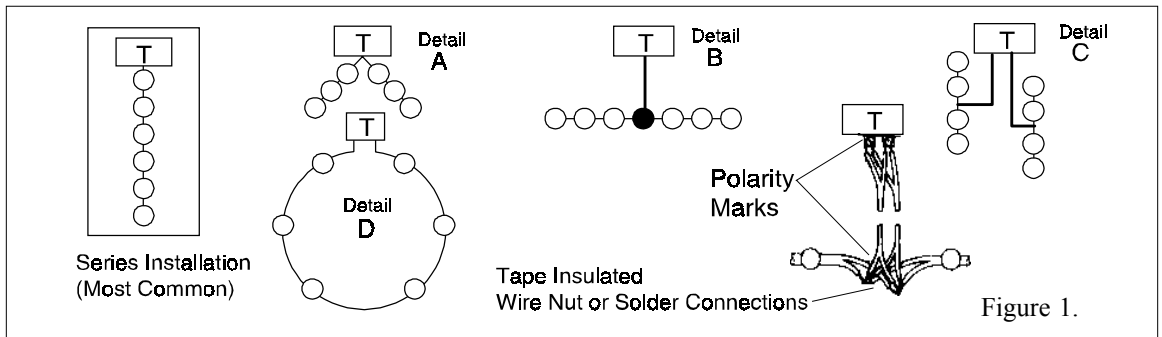 T
Series Installation
(Most Common)
T
Detail
A
T
Detail
D
T
Detail
B
T
Detail
C
T
Polarity
Marks
Tape Insulated
Wire Nut or Solder Connections
Figure 1.